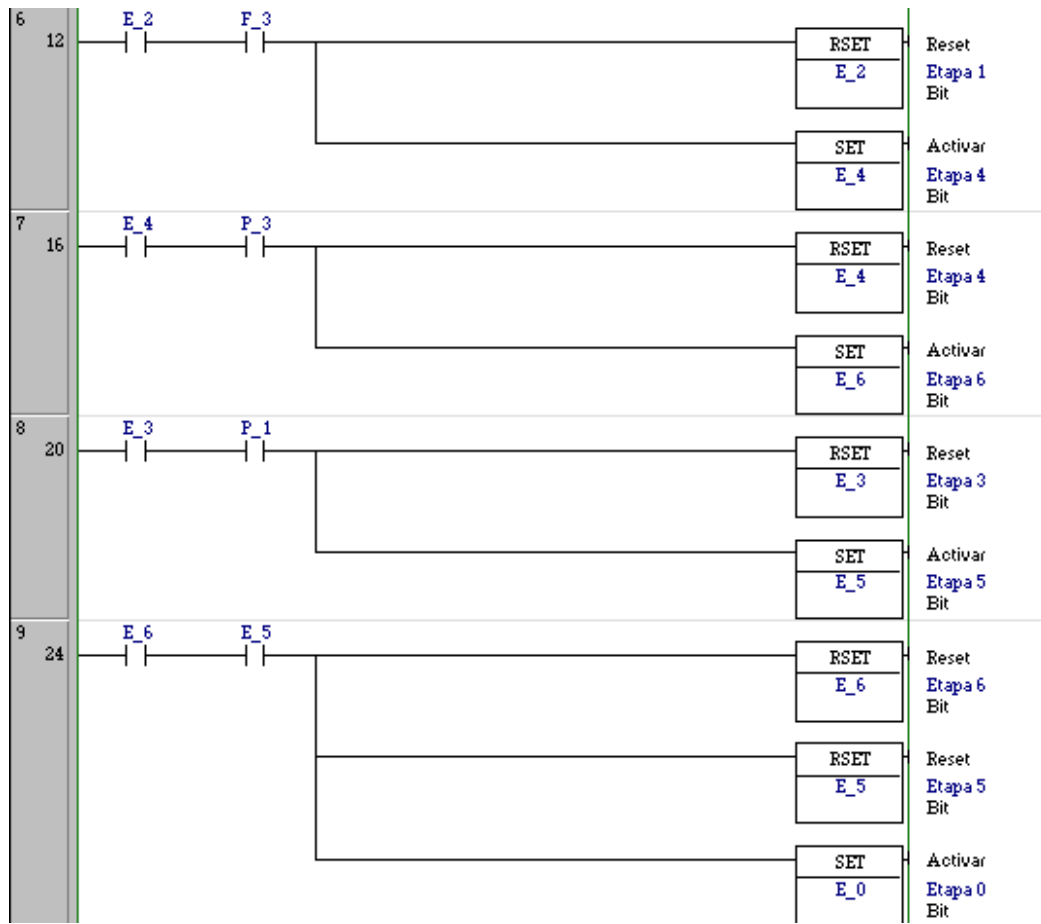 6
12
E_2 F_3
RSET
E_2
Reset
Etapa 1
Bit
SET
E_4
Activar
Etapa 4
Bit
7
16
E_4 P_3
RSET
E_4
Reset
Etapa 4
Bit
SET
E_6
Activar
Etapa 6
Bit
8
20
E_3 P_1
RSET
E_3
Reset
Etapa 3
Bit
SET
E_5
Activar
Etapa 5
Bit
9
24
E_6 E_5
RSET
E_6
Reset
Etapa 6
Bit
RSET
E_5
Reset
Etapa 5
Bit
SET
E_0
Activar
Etapa 0
Bit